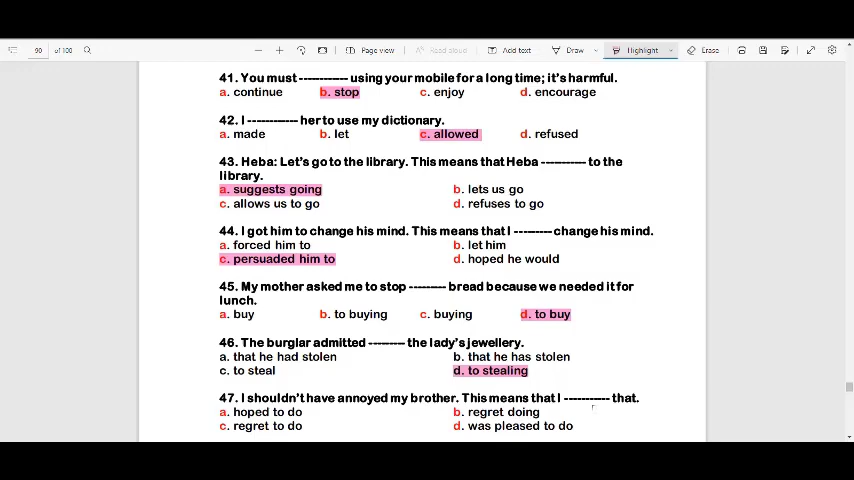 90 of 100 Page view Read aloud Add text Draw Highlight Erase
41. You must ------------ using your mobile for a long time; it's harmful.
a. continue b. stop c. enjoy d. encourage
42. I ------------ her to use my dictionary.
a. made b. let c. allowed d. refused
43. Heba: Let's go to the library. This means that Heba ----------- to the
library.
a. suggests going b. lets us go
c. allows us to go d. refuses to go
44. I got him to change his mind. This means that I --------- change his mind.
a. forced him to b. let him
c. persuaded him to d. hoped he would
45. My mother asked me to stop --------- bread because we needed it for
lunch.
a. buy b. to buying c. buying d. to buy
46. The burglar admitted --------- the lady's jewellery.
a. that he had stolen b. that he has stolen
c. to steal d. to stealing
47. I shouldn't have annoyed my brother. This means that I ----------- that.
a. hoped to do b. regret doing
c. regret to do d. was pleased to do